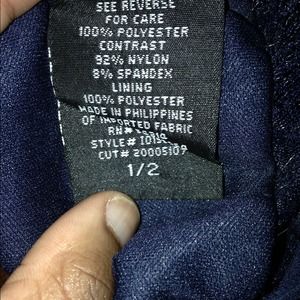 SEE REVERSE
FOR CARE
100% POLYESTER
CONTRAST
92% NYLON
8% SPANDEX
LINING
100% POLYESTER
MADE IN PHILIPPINES
OF IMPORTED FABRIC
RN#
STYLE#
CUT# 20005109
1/2